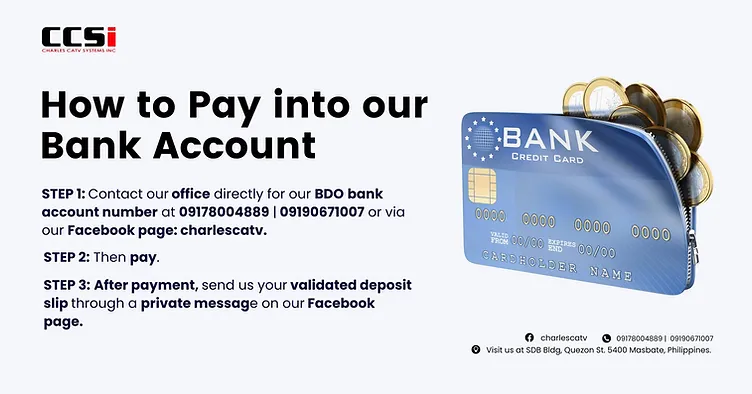 CCSi
CHARLES CATV SYSTEMS INC
How to Pay into our
Bank Account
STEP 1: Contact our office directly for our BDO bank
account number at 09178004889 | 09190671007 or via
our Facebook page: charlescatv.
STEP 2: Then pay.
STEP 3: After payment, send us your validated deposit
slip through a private message on our Facebook
page.
BANK
CREDIT CARD
0000 0000 0000 0000
VALID FROM 00/00 EXPIRES END 00/00
CARDHOLDER NAME
charlescatv 09178004889 | 09190671007
Visit us at SDB Bldg, Quezon St. 5400 Masbate, Philippines.